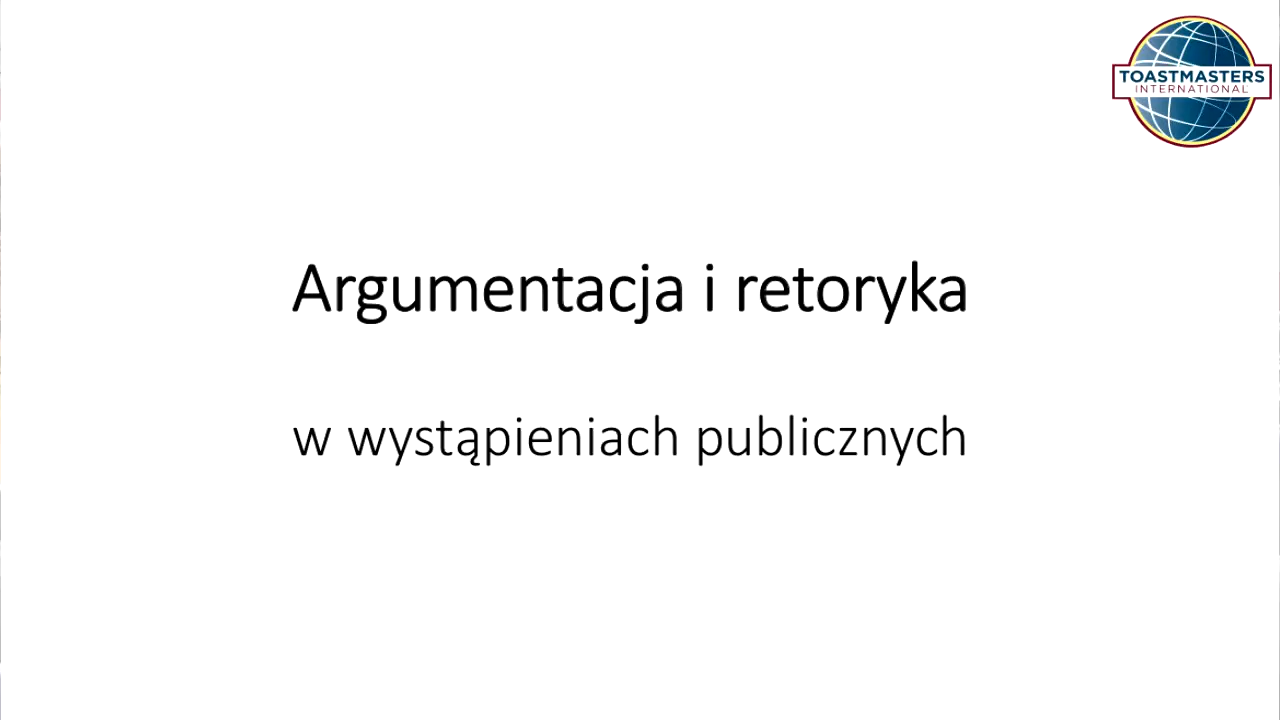 TOASTMASTERS
INTERNATIONAL
Argumentacja i retoryka
w wystąpieniach publicznych